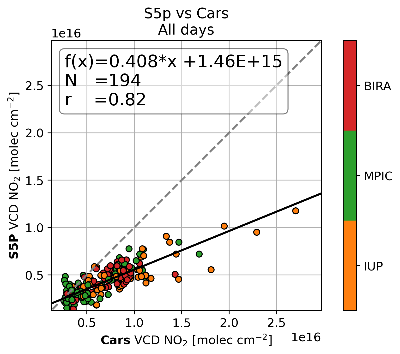 S5p vs Cars
All days
1e16
f(x)=0.408*x +1.46E+15
N =194
r =0.82
2.5
2.0
1.5
1.0
0.5
S5P VCD NO₂ [molec cm⁻²]
0.5 1.0 1.5 2.0 2.5
1e16
Cars VCD NO₂ [molec cm⁻²]
BIRA
MPIC
IUP